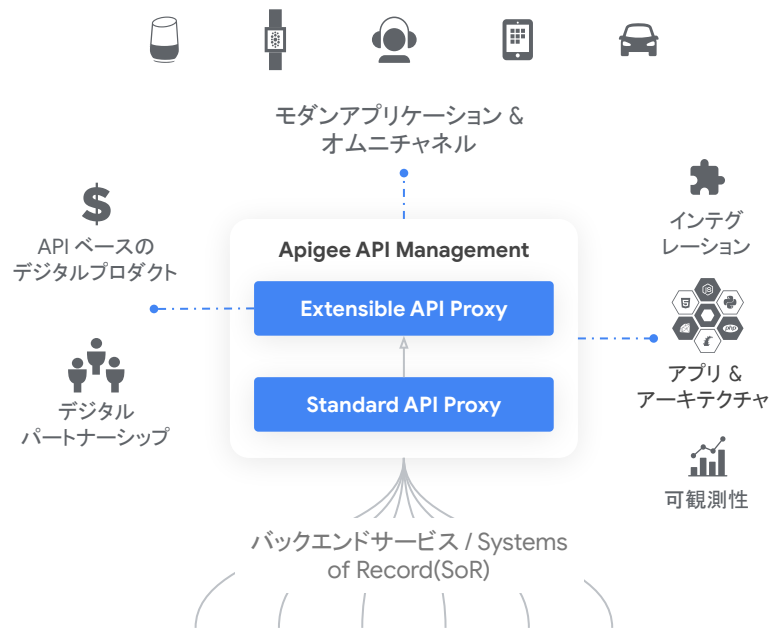 モダンアプリケーション &
オムニチャネル
$
API ベースの
デジタルプロダクト
デジタル
パートナーシップ
Apigee API Management
Extensible API Proxy
Standard API Proxy
インテグ
レーション
アプリ &
アーキテクチャ
可観測性
バックエンドサービス / Systems
of Record(SoR)